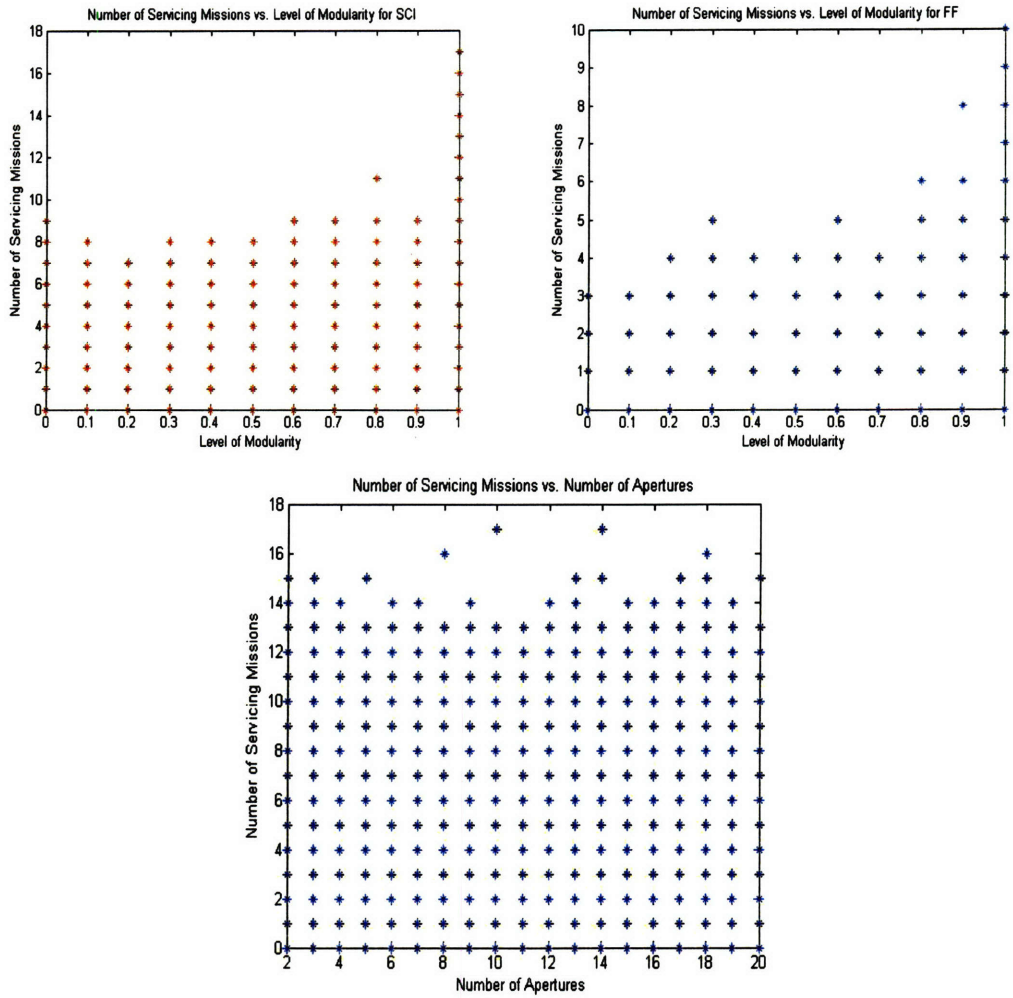 Number of Servicing Missions vs. Level of Modularity for SCI
18
16
14
12
10
8
6
4
2
0
Number of Servicing Missions
0 0.1 0.2 0.3 0.4 0.5 0.6 0.7 0.8 0.9 1
Level of Modularity
Number of Servicing Missions vs. Level of Modularity for FF
10
9
8
7
6
5
4
3
2
1
0
Number of Servicing Missions
0 0.1 0.2 0.3 0.4 0.5 0.6 0.7 0.8 0.9 1
Level of Modularity
Number of Servicing Missions vs. Number of Apertures
18
16
14
12
10
8
6
4
2
0
Number of Servicing Missions
2 4 6 8 10 12 14 16 18 20
Number of Apertures